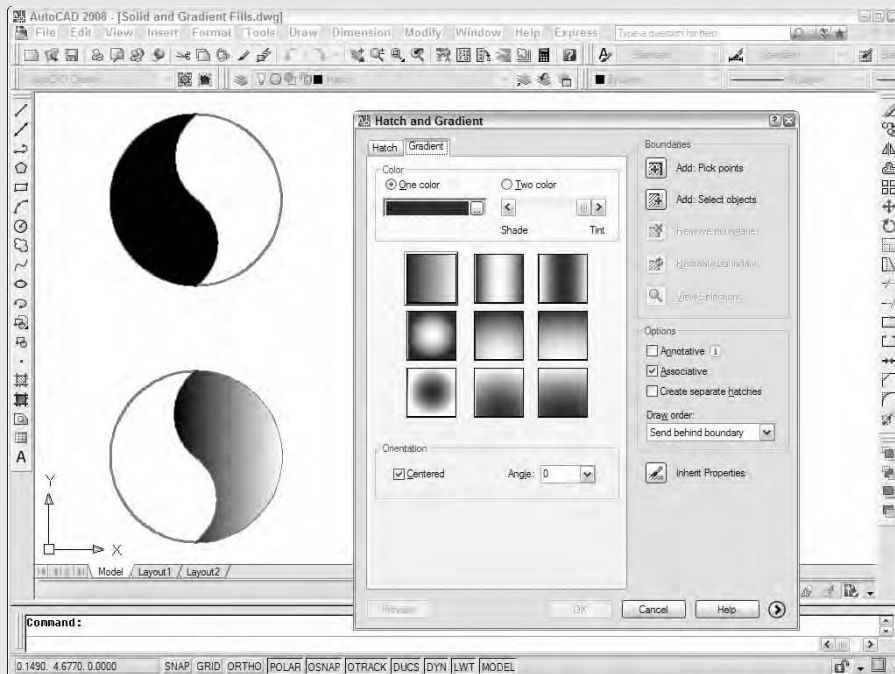 AutoCAD 2008 - [Solid and Gradient Fills.dwg]
File Edit View Insert Format Tools Draw Dimension Modify Window Help Express
Type a question for help
AutoCAD Classic
Hatch and Gradient
Hatch Gradient
Color
One color Two color
...
Shade Tint
Orientation
Centered Angle: 0
Boundaries
Add: Pick points
Add: Select objects
Remove boundaries
Recreate boundary
View Selections
Options
Annotative
Associative
Create separate hatches
Draw order:
Send behind boundary
Inherit Properties
Preview OK Cancel Help
A
Y
X
Model Layout1 Layout2
Command:
0.1490, 4.6770, 0.0000 SNAP GRID ORTHO POLAR OSNAP OTRACK DUCS DYN LWT MODEL